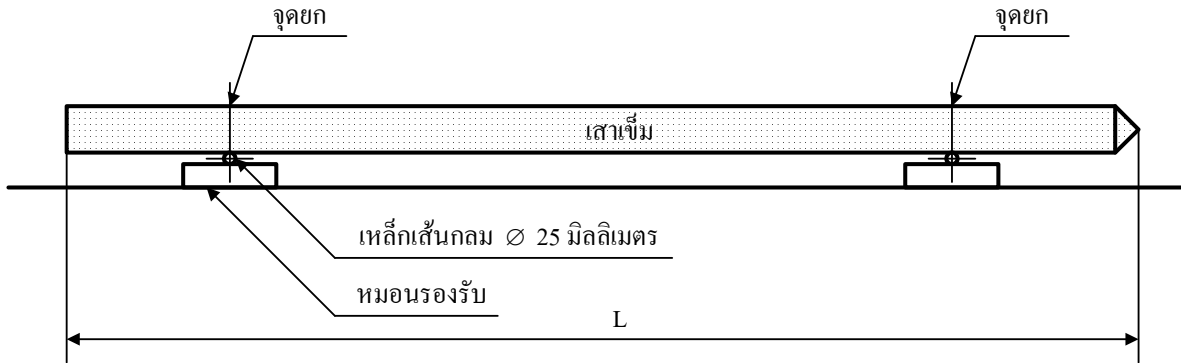 จุดยก
จุดยก
เสาเข็ม
เหล็กเส้นกลม ∅ 25 มิลลิเมตร
หมอนรองรับ
L